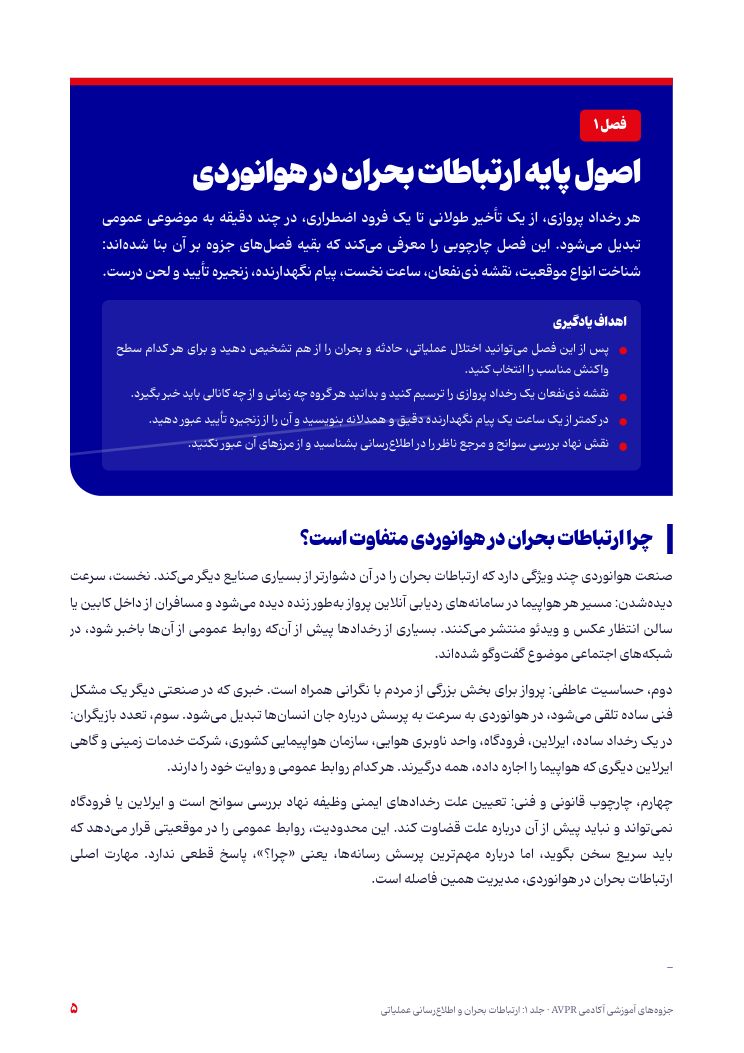 فصل ۱
اصول پایه ارتباطات بحران در هوانوردی
هر رخداد پروازی، از یک تأخیر طولانی تا یک فرود اضطراری، در چند دقیقه به موضوعی عمومی
تبدیل می‌شود. این فصل چارچوبی را معرفی می‌کند که بقیه فصل‌های جزوه بر آن بنا شده‌اند:
شناخت انواع موقعیت، نقشه ذی‌نفعان، ساعت نخست، پیام نگهدارنده، زنجیره تأیید و لحن درست.
اهداف یادگیری
پس از این فصل می‌توانید اختلال عملیاتی، حادثه و بحران را از هم تشخیص دهید و برای هر کدام سطح
واکنش مناسب را انتخاب کنید.
نقشه ذی‌نفعان یک رخداد پروازی را ترسیم کنید و بدانید هر گروه چه زمانی و از چه کانالی باید خبر بگیرد.
در کمتر از یک ساعت یک پیام نگهدارنده دقیق و همدلانه بنویسید و آن را از زنجیره تأیید عبور دهید.
نقش نهاد بررسی سوانح و مرجع ناظر را در اطلاع‌رسانی بشناسید و از مرزهای آن عبور نکنید.
چرا ارتباطات بحران در هوانوردی متفاوت است؟
صنعت هوانوردی چند ویژگی دارد که ارتباطات بحران را در آن دشوارتر از بسیاری صنایع دیگر می‌کند. نخست، سرعت
دیده‌شدن: مسیر هر هواپیما در سامانه‌های ردیابی آنلاین پرواز به‌طور زنده دیده می‌شود و مسافران از داخل کابین یا
سالن انتظار عکس و ویدئو منتشر می‌کنند. بسیاری از رخدادها پیش از آن‌که روابط عمومی از آن‌ها باخبر شود، در
شبکه‌های اجتماعی موضوع گفت‌وگو شده‌اند.
دوم، حساسیت عاطفی: پرواز برای بخش بزرگی از مردم با نگرانی همراه است. خبری که در صنعتی دیگر یک مشکل
فنی ساده تلقی می‌شود، در هوانوردی به سرعت به پرسش درباره جان انسان‌ها تبدیل می‌شود. سوم، تعدد بازیگران:
در یک رخداد ساده، ایرلاین، فرودگاه، واحد ناوبری هوایی، سازمان هواپیمایی کشوری، شرکت خدمات زمینی و گاهی
ایرلاین دیگری که هواپیما را اجاره داده، همه درگیرند. هر کدام روابط عمومی و روایت خود را دارند.
چهارم، چارچوب قانونی و فنی: تعیین علت رخدادهای ایمنی وظیفه نهاد بررسی سوانح است و ایرلاین یا فرودگاه
نمی‌تواند و نباید پیش از آن درباره علت قضاوت کند. این محدودیت، روابط عمومی را در موقعیتی قرار می‌دهد که
باید سریع سخن بگوید، اما درباره مهم‌ترین پرسش رسانه‌ها، یعنی «چرا؟»، پاسخ قطعی ندارد. مهارت اصلی
ارتباطات بحران در هوانوردی، مدیریت همین فاصله است.
_
جزوه‌های آموزشی آکادمی AVPR · جلد ۱: ارتباطات بحران و اطلاع‌رسانی عملیاتی
۵